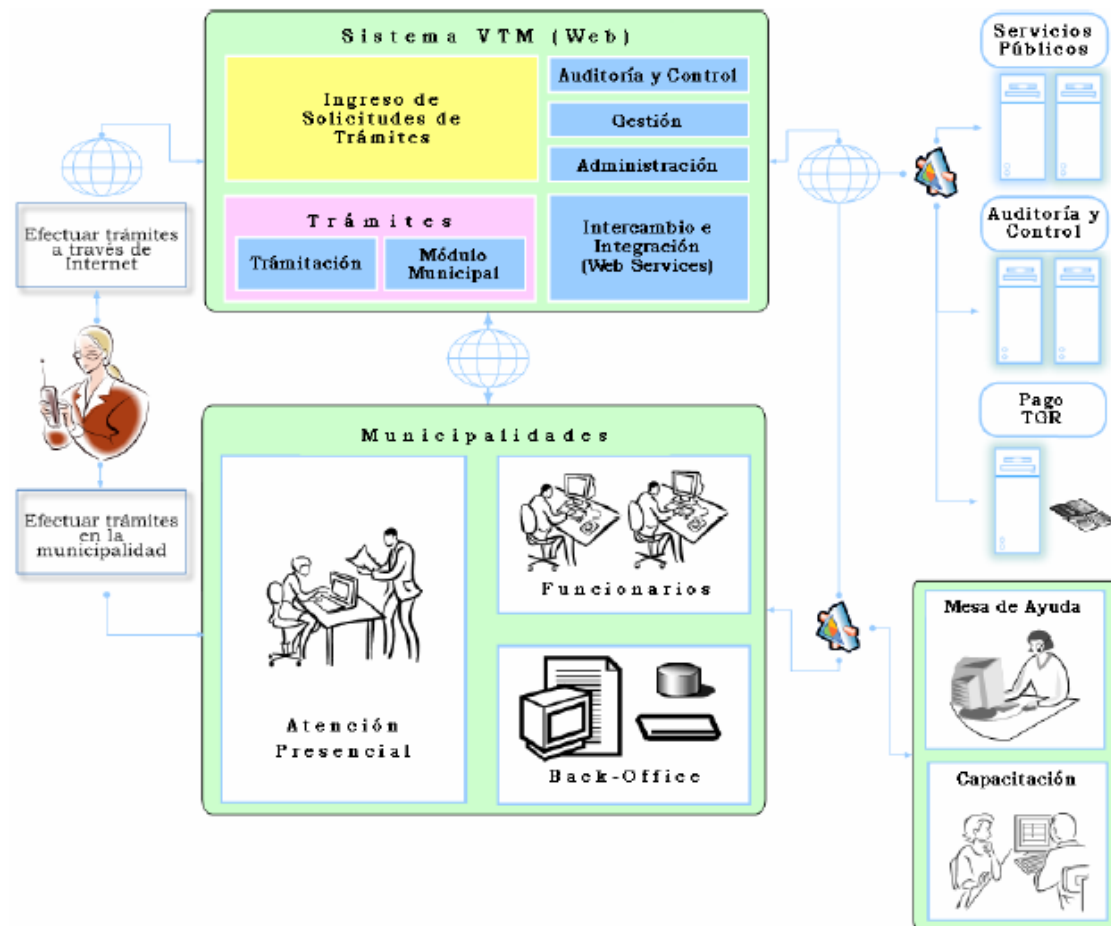 Sistema VTM (Web)
Ingreso de
Solicitudes de
Trámites
Auditoría y Control
Gestión
Administración
Trámites
Trámitación
Módulo
Municipal
Intercambio e
Integración
(Web Services)
Efectuar trámites
a través de
Internet
Efectuar trámites
en la
municipalidad
Municipalidades
Atención
Presencial
Funcionarios
Back-Office
Servicios
Públicos
Auditoría y
Control
Pago
TGR
Mesa de Ayuda
Capacitación